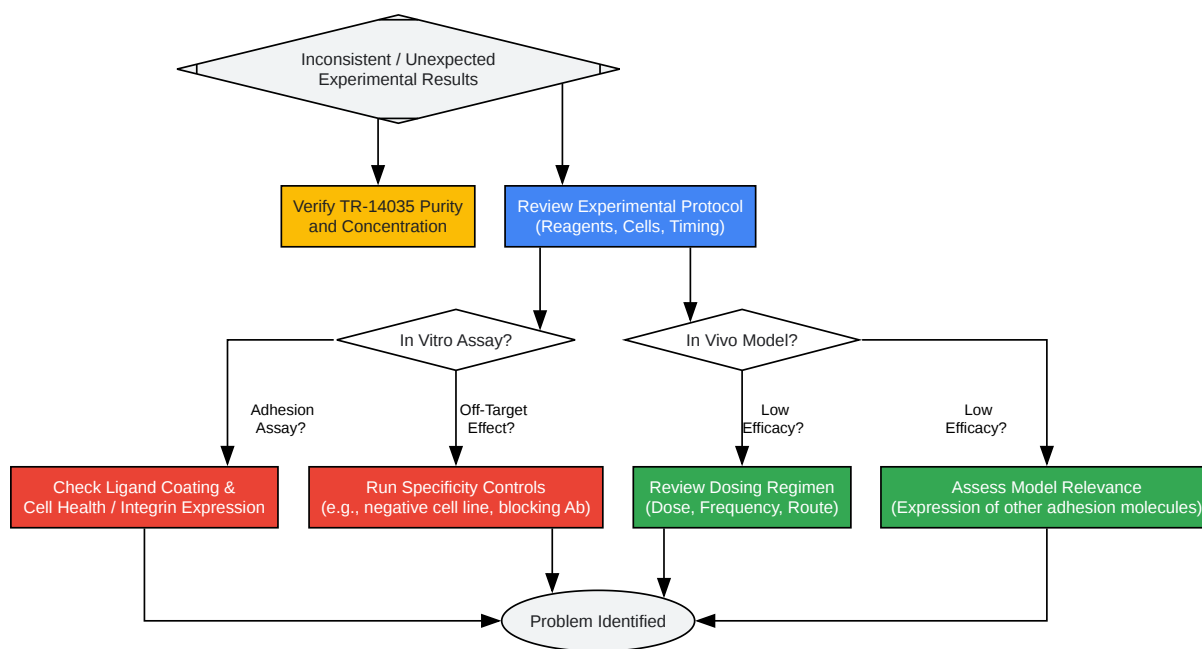 Inconsistent / Unexpected
Experimental Results
Verify TR-14035 Purity
and Concentration
Review Experimental Protocol
(Reagents, Cells, Timing)
In Vitro Assay?
In Vivo Model?
Adhesion
Assay?
Off-Target
Effect?
Low
Efficacy?
Low
Efficacy?
Check Ligand Coating &
Cell Health / Integrin Expression
Run Specificity Controls
(e.g., negative cell line, blocking Ab)
Review Dosing Regimen
(Dose, Frequency, Route)
Assess Model Relevance
(Expression of other adhesion molecules)
Problem Identified